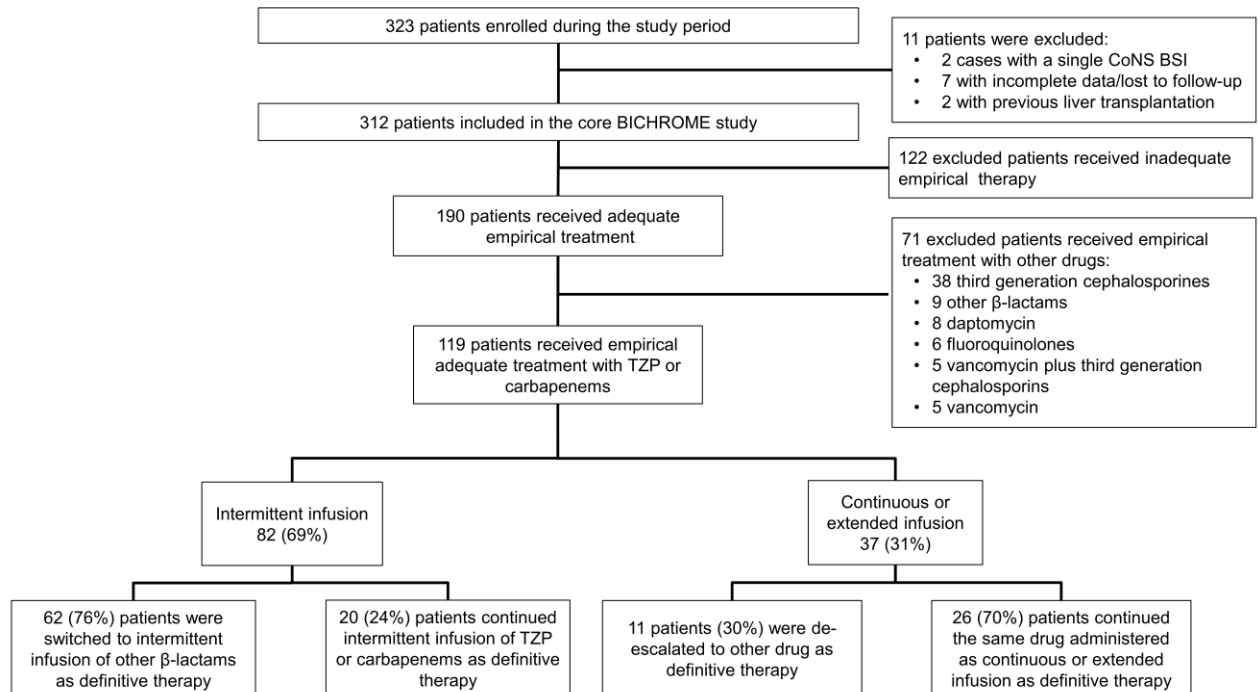 323 patients enrolled during the study period
11 patients were excluded:
• 2 cases with a single CoNS BSI
• 7 with incomplete data/lost to follow-up
• 2 with previous liver transplantation
312 patients included in the core BICHROME study
122 excluded patients received inadequate
empirical therapy
190 patients received adequate
empirical treatment
71 excluded patients received empirical
treatment with other drugs:
• 38 third generation cephalosporines
• 9 other β-lactams
• 8 daptomycin
• 6 fluoroquinolones
• 5 vancomycin plus third generation
cephalosporins
• 5 vancomycin
119 patients received empirical
adequate treatment with TZP or
carbapenems
Intermittent infusion
82 (69%)
Continuous or
extended infusion
37 (31%)
62 (76%) patients were
switched to intermittent
infusion of other β-lactams
as definitive therapy
20 (24%) patients continued
intermittent infusion of TZP
or carbapenems as definitive
therapy
11 patients (30%) were de-
escalated to other drug as
definitive therapy
26 (70%) patients continued
the same drug administered
as continuous or extended
infusion as definitive therapy